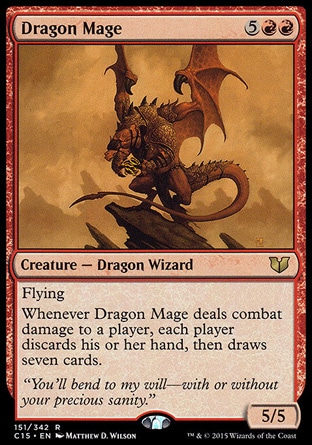 Dragon Mage 5
Creature — Dragon Wizard
Flying
Whenever Dragon Mage deals combat
damage to a player, each player
discards his or her hand, then draws
seven cards.
“You’ll bend to my will—with or without
your precious sanity.”
5/5
151/342 R
C15 • EN Matthew D. Wilson
™ & © 2015 Wizards of the Coast